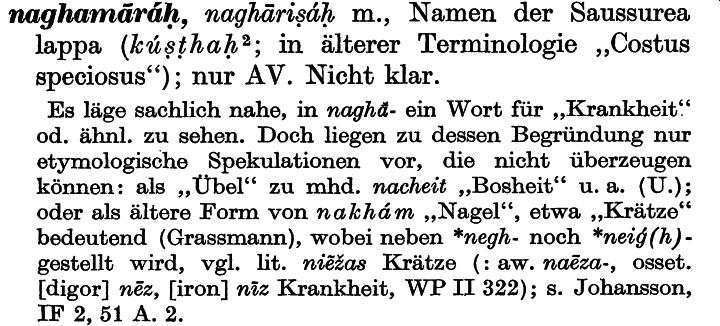 naghamāráḥ, naghāriṣáḥ m., Namen der Saussurea
lappa (kúṣṭhaḥ²; in älterer Terminologie „Costus
speciosus“); nur AV. Nicht klar.
Es läge sachlich nahe, in naghā̆- ein Wort für „Krankheit“
od. ähnl. zu sehen. Doch liegen zu dessen Begründung nur
etymologische Spekulationen vor, die nicht überzeugen
können: als „Übel“ zu mhd. nacheit „Bosheit“ u. a. (U.);
oder als ältere Form von nakhám „Nagel“, etwa „Krätze“
bedeutend (Grassmann), wobei neben *negh- noch *neiǵ(h)-
gestellt wird, vgl. lit. niẽžas Krätze (: aw. naēza-, osset.
[digor] nēz, [iron] nīz Krankheit, WP II 322); s. Johansson,
IF 2, 51 A. 2.